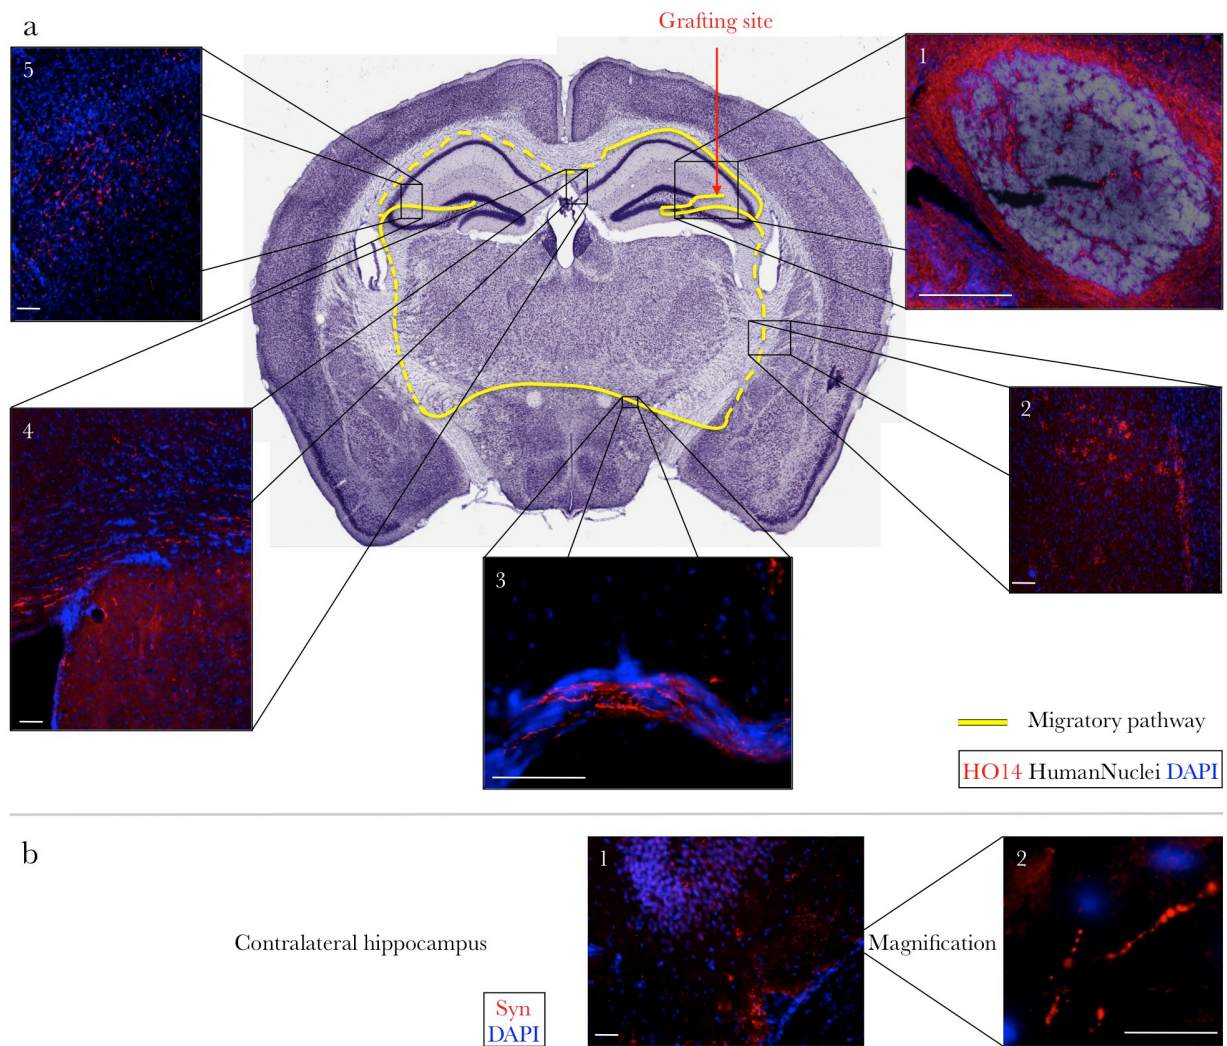 a
Grafting site
5
1
2
4
3
Migratory pathway
HO14 HumanNuclei DAPI
b
1
2
Contralateral hippocampus
Magnification
Syn
DAPI